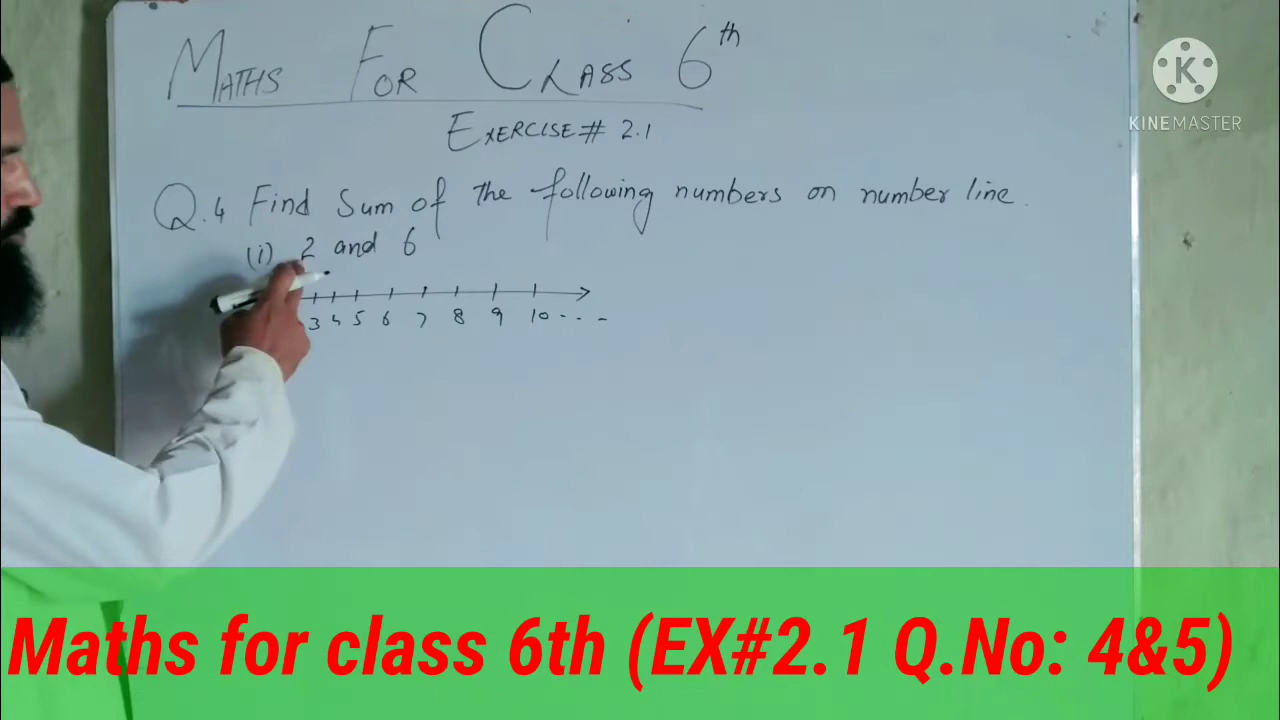 MATHS FOR CLASS 6th
EXERCISE# 2.1
Q.4 Find Sum of the following numbers on number line.
(i) 2 and 6
3 4 5 6 7 8 9 10 . . . -
K
KINEMASTER
Maths for class 6th (EX#2.1 Q.No: 4&5)